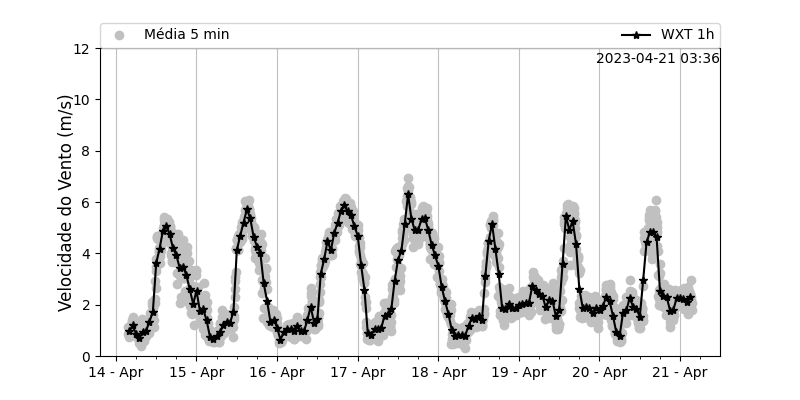 Média 5 min
WXT 1h
2023-04-21 03:36
Velocidade do Vento (m/s)
12
10
8
6
4
2
0
14 - Apr 15 - Apr 16 - Apr 17 - Apr 18 - Apr 19 - Apr 20 - Apr 21 - Apr